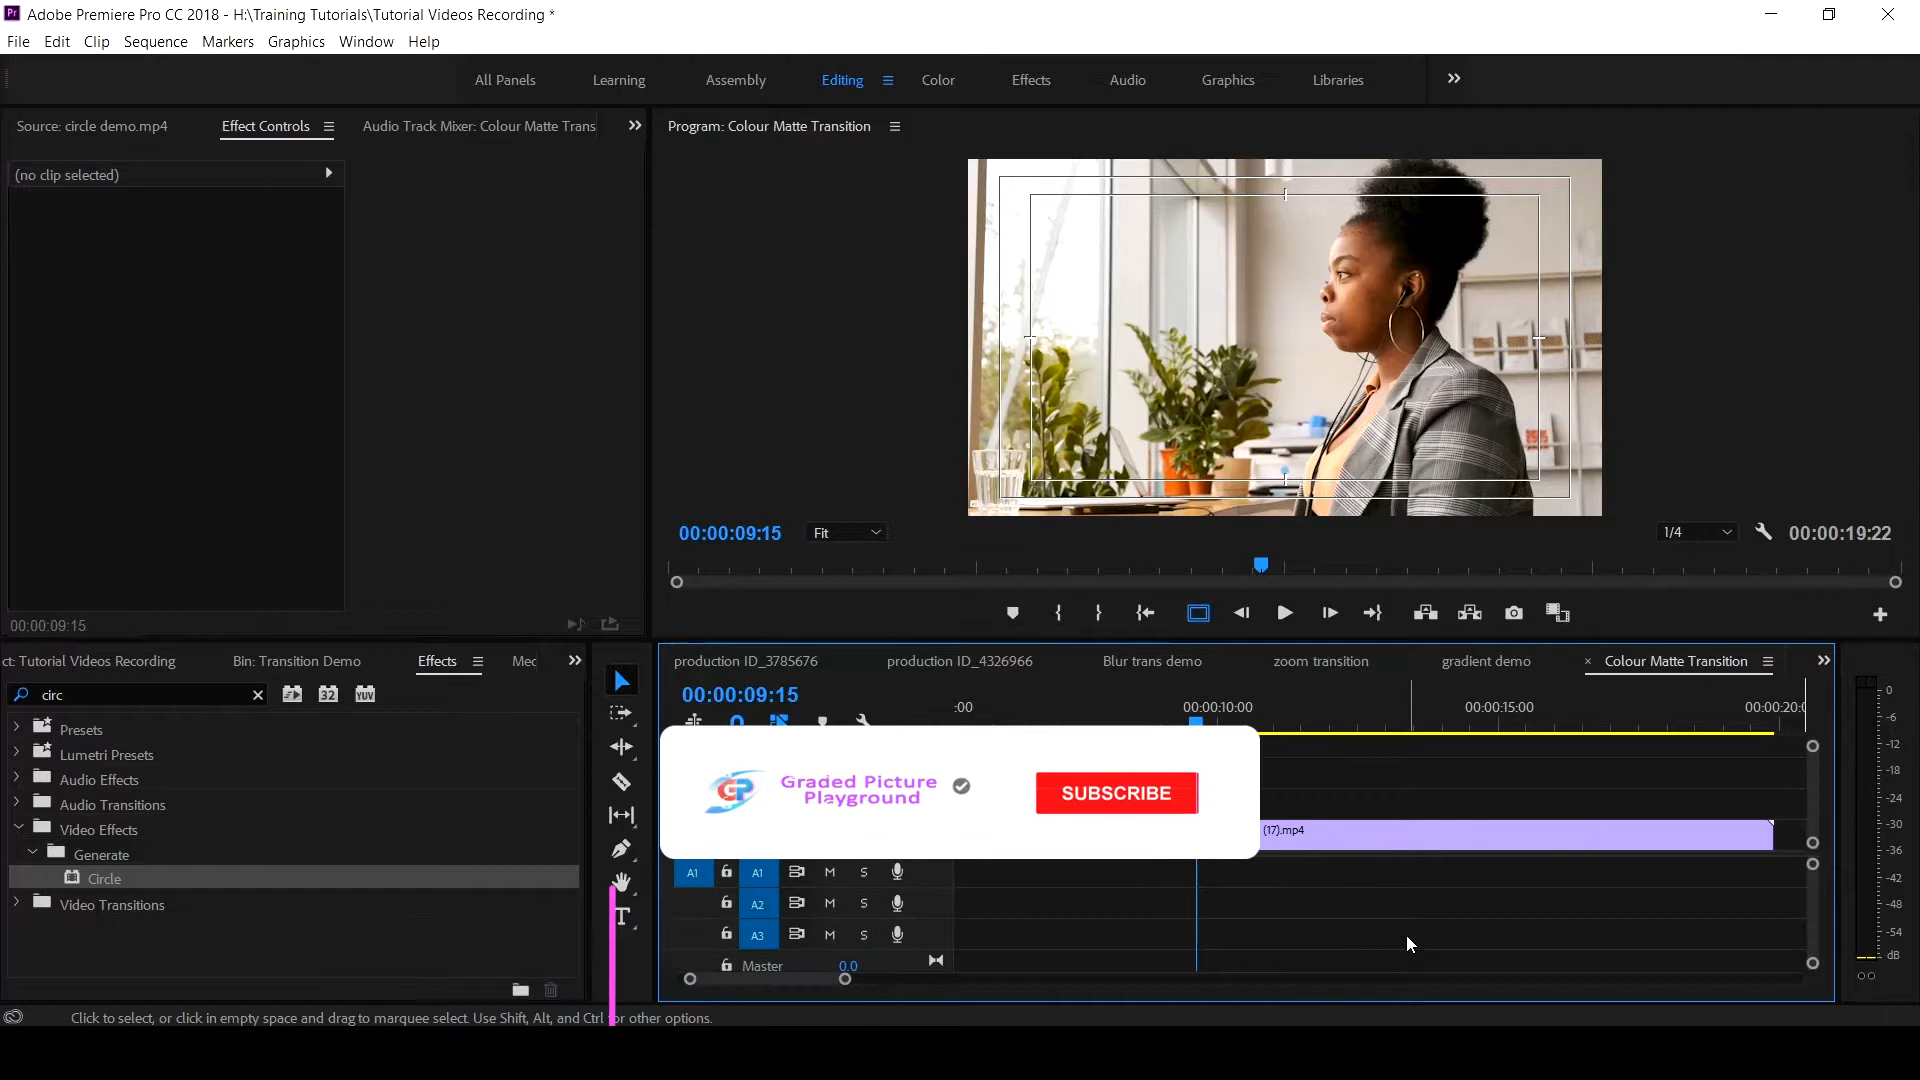 Adobe Premiere Pro CC 2018 - H:\Training Tutorials\Tutorial Videos Recording *
File Edit Clip Sequence Markers Graphics Window Help
All Panels Learning Assembly Editing Color Effects Audio Graphics Libraries
Source: circle demo.mp4 Effect Controls Audio Track Mixer: Colour Matte Trans
Program: Colour Matte Transition
(no clip selected)
00:00:09:15 Fit 1/4 00:00:19:22
00:00:09:15
ct: Tutorial Videos Recording Bin: Transition Demo Effects Med
circ
32 YUV
Presets
Lumetri Presets
Audio Effects
Audio Transitions
Video Effects
Generate
Circle
Video Transitions
production ID_3785676 production ID_4326966 Blur trans demo zoom transition gradient demo × Colour Matte Transition
00:00:09:15
:00 00:00:10:00 00:00:15:00 00:00:20:0
Graded Picture
Playground
SUBSCRIBE
(17).mp4
A1 A1 M S
A2 M S
A3 M S
Master 0.0
T
0
-6
-12
-18
-24
-30
-36
-42
-48
-54
dB
Click to select, or click in empty space and drag to marquee select. Use Shift, Alt, and Ctrl for other options.